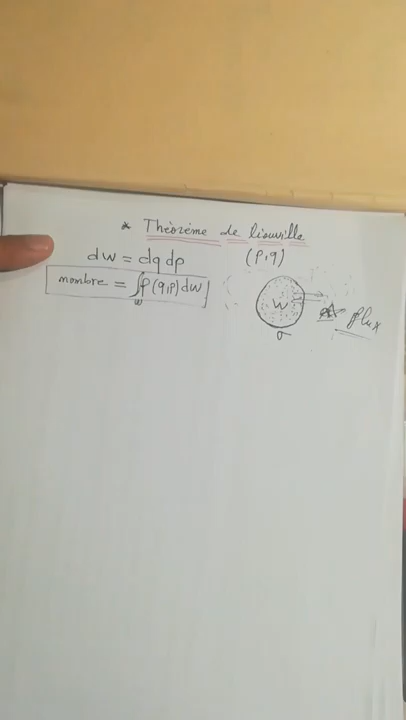 * Théorème de liouville
dw = dq dp
(p,q)
nombre = ∫ρ(q,p)dw
w
W
flux
σ